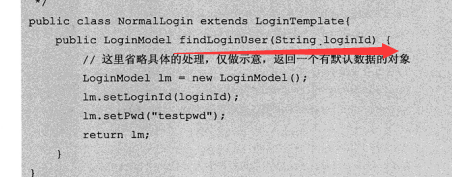 */
public class NormalLogin extends LoginTemplate{
public LoginModel findLoginUser(String loginId) {
// 这里省略具体的处理，仅做示意，返回一个有默认数据的对象
LoginModel lm = new LoginModel();
lm.setLoginId(loginId);
lm.setPwd("testpwd");
return lm;
}
}